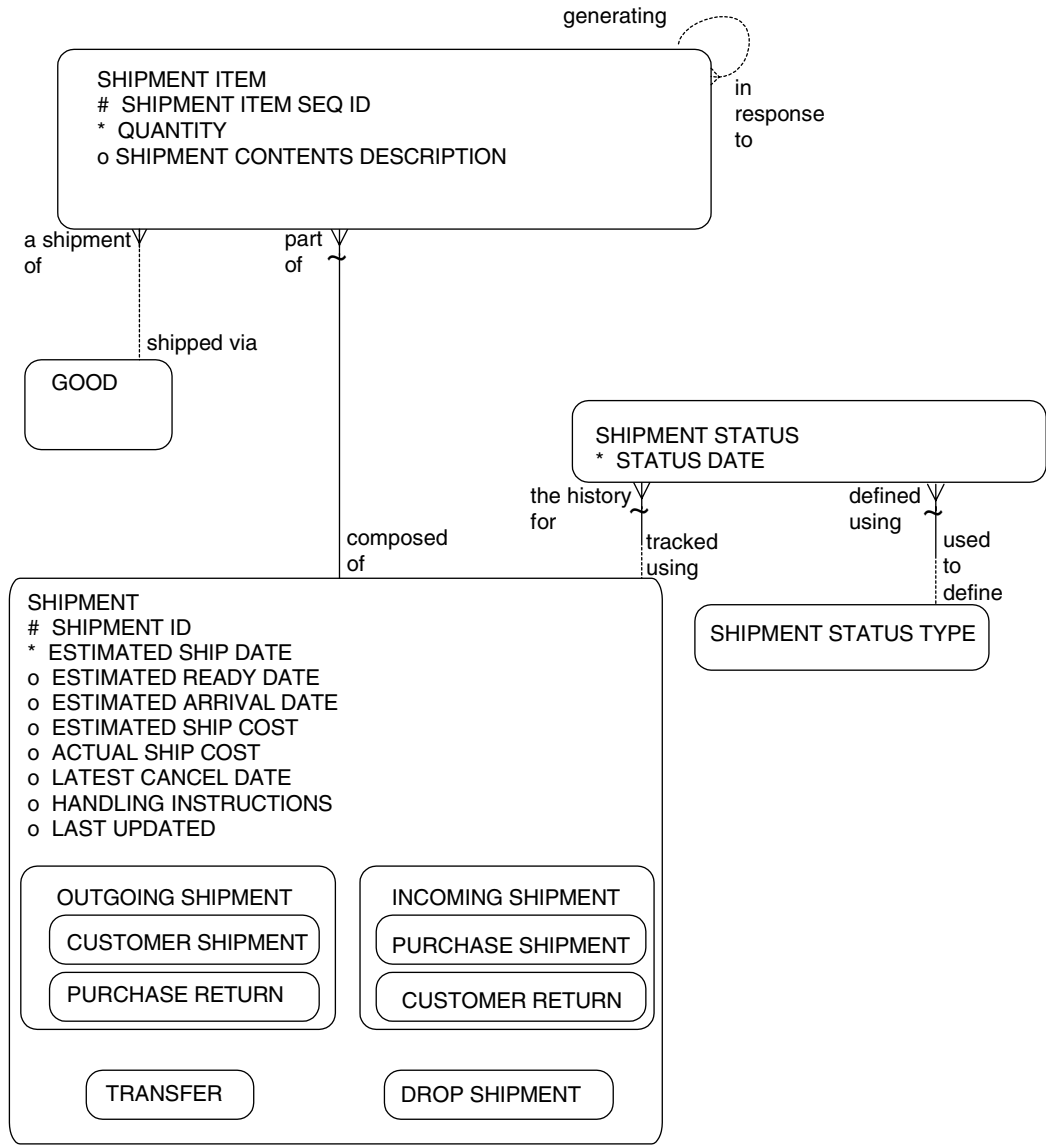 generating
SHIPMENT ITEM
# SHIPMENT ITEM SEQ ID
* QUANTITY
o SHIPMENT CONTENTS DESCRIPTION
in
response
to
a shipment
of
part
of
shipped via
GOOD
SHIPMENT STATUS
* STATUS DATE
the history
for
defined
using
composed
of
tracked
using
used
to
define
SHIPMENT STATUS TYPE
SHIPMENT
# SHIPMENT ID
* ESTIMATED SHIP DATE
o ESTIMATED READY DATE
o ESTIMATED ARRIVAL DATE
o ESTIMATED SHIP COST
o ACTUAL SHIP COST
o LATEST CANCEL DATE
o HANDLING INSTRUCTIONS
o LAST UPDATED
OUTGOING SHIPMENT
CUSTOMER SHIPMENT
PURCHASE RETURN
INCOMING SHIPMENT
PURCHASE SHIPMENT
CUSTOMER RETURN
TRANSFER
DROP SHIPMENT